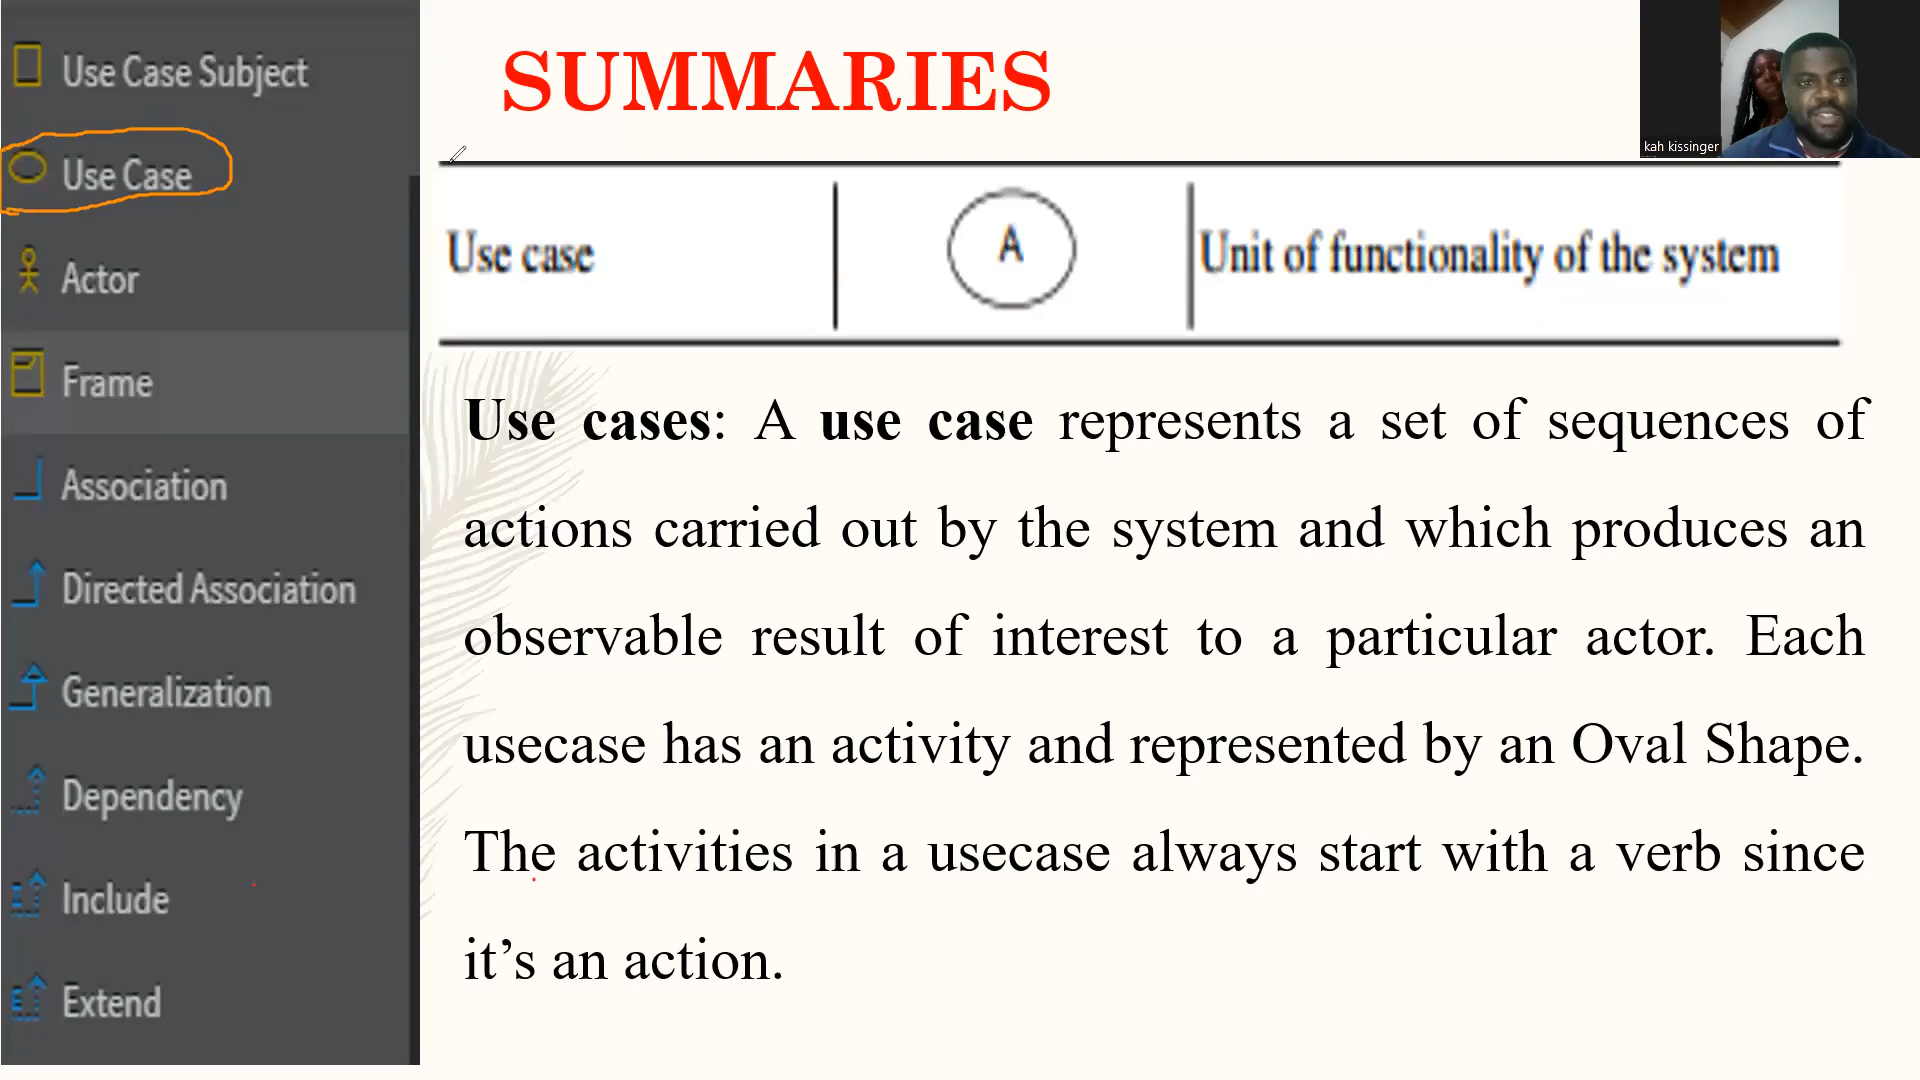 Use Case Subject
Use Case
Actor
Frame
Association
Directed Association
Generalization
Dependency
Include
Extend
SUMMARIES
kah kissinger
Use case
A
Unit of functionality of the system
Use cases: A use case represents a set of sequences of
actions carried out by the system and which produces an
observable result of interest to a particular actor. Each
usecase has an activity and represented by an Oval Shape.
The activities in a usecase always start with a verb since
it’s an action.